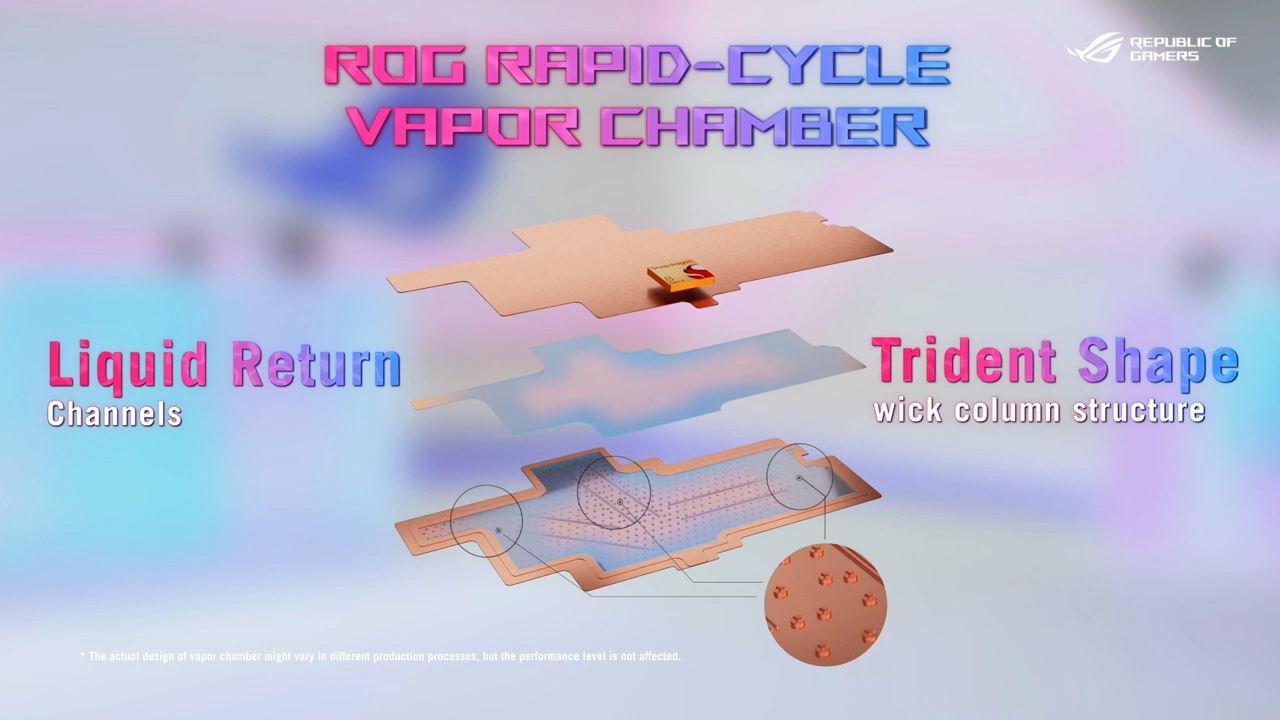 ROG RAPID-CYCLE
VAPOR CHAMBER
REPUBLIC OF
GAMERS
Snapdragon
Liquid Return
Channels
Trident Shape
wick column structure
* The actual design of vapor chamber might vary in different production processes, but the performance level is not affected.